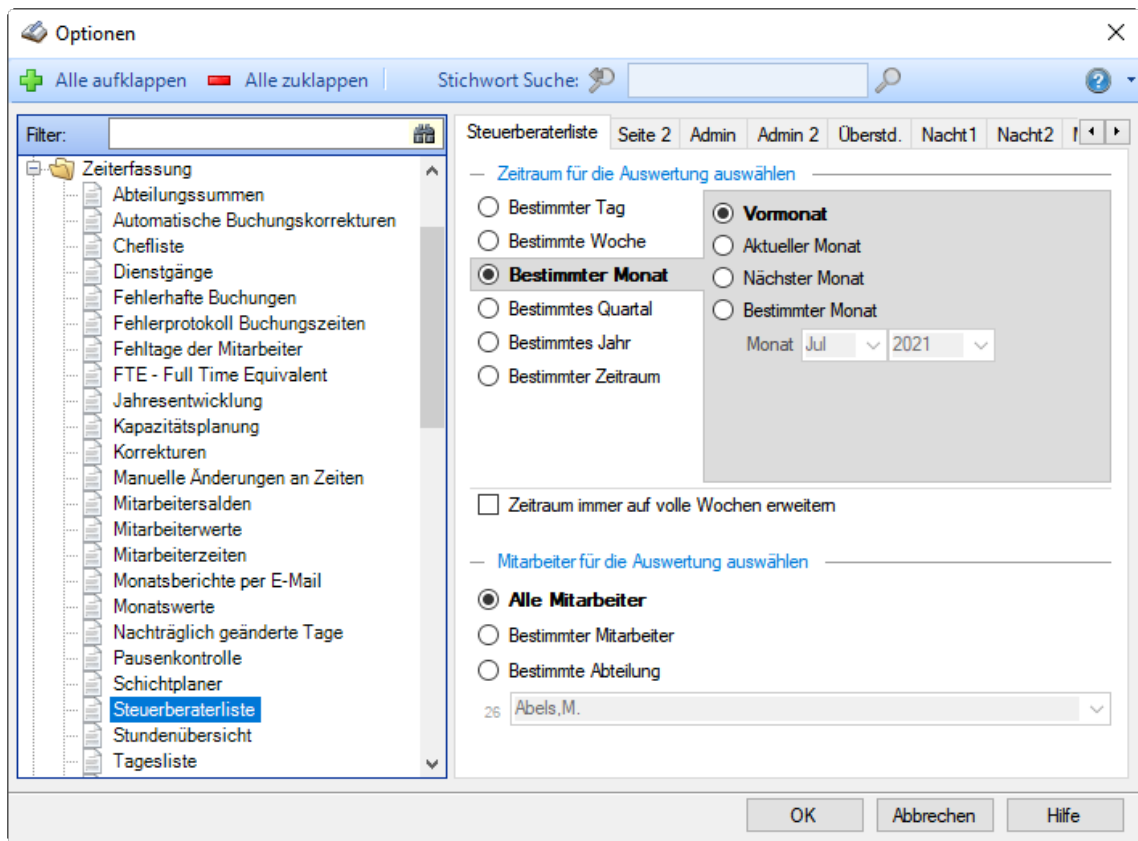 Optionen
Alle aufklappen Alle zuklappen Stichwort Suche:
Filter:
Zeiterfassung
Abteilungssummen
Automatische Buchungskorrekturen
Chefliste
Dienstgänge
Fehlerhafte Buchungen
Fehlerprotokoll Buchungszeiten
Fehltage der Mitarbeiter
FTE - Full Time Equivalent
Jahresentwicklung
Kapazitätsplanung
Korrekturen
Manuelle Änderungen an Zeiten
Mitarbeitersalden
Mitarbeiterwerte
Mitarbeiterzeiten
Monatsberichte per E-Mail
Monatswerte
Nachträglich geänderte Tage
Pausenkontrolle
Schichtplaner
Steuerberaterliste
Stundenübersicht
Tagesliste
Steuerberaterliste Seite 2 Admin Admin 2 Überstd. Nacht1 Nacht2
Zeitraum für die Auswertung auswählen
Bestimmter Tag
Bestimmte Woche
Bestimmter Monat
Bestimmtes Quartal
Bestimmtes Jahr
Bestimmter Zeitraum
Vormonat
Aktueller Monat
Nächster Monat
Bestimmter Monat
Monat Jul 2021
Zeitraum immer auf volle Wochen erweitern
Mitarbeiter für die Auswertung auswählen
Alle Mitarbeiter
Bestimmter Mitarbeiter
Bestimmte Abteilung
26 Abels,M.
OK Abbrechen Hilfe